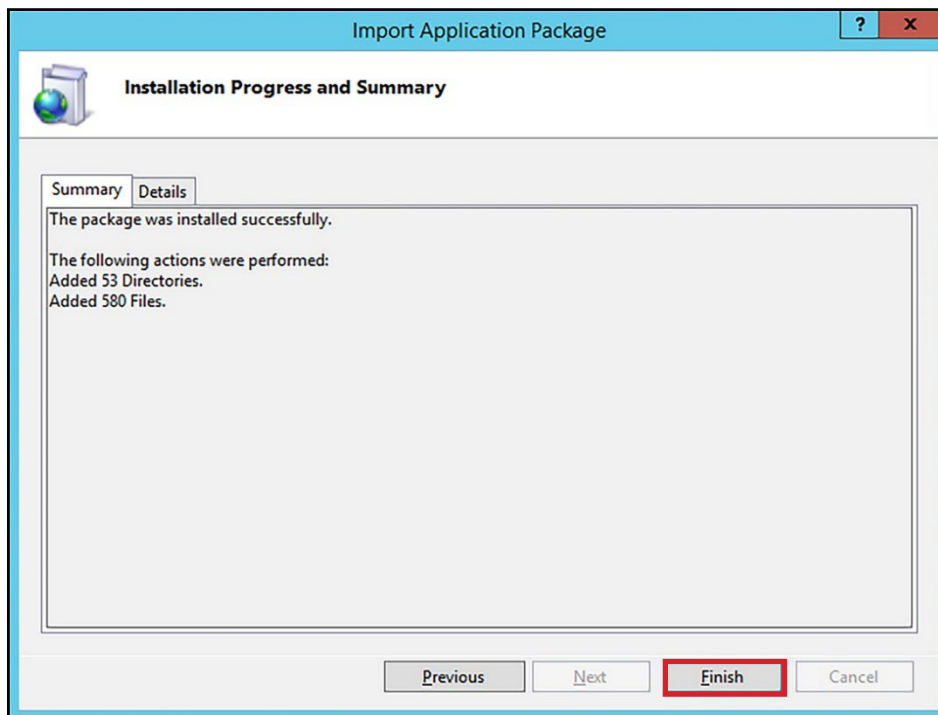 Import Application Package
? x
Installation Progress and Summary
Summary Details
The package was installed successfully.
The following actions were performed:
Added 53 Directories.
Added 580 Files.
Previous Next Finish Cancel